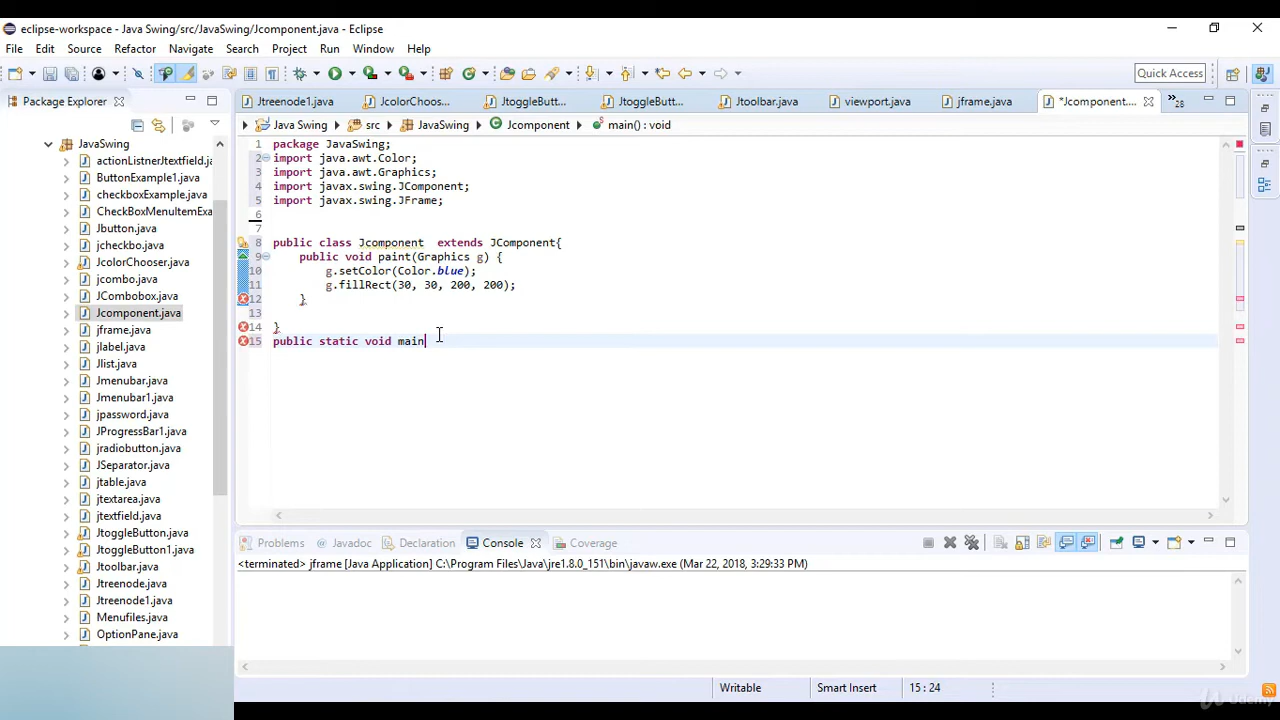 eclipse-workspace - Java Swing/src/JavaSwing/Jcomponent.java - Eclipse
File Edit Source Refactor Navigate Search Project Run Window Help
Quick Access
Package Explorer
Jtreenode1.java JcolorChoos... JtoggleButt... JtoggleButt... Jtoolbar.java viewport.java jframe.java *Jcomponent.... »28
Java Swing src JavaSwing Jcomponent main() : void
JavaSwing
actionListnerJtextfield.ja
ButtonExample1.java
checkboxExample.java
CheckBoxMenuItemExa
Jbutton.java
jcheckbo.java
JcolorChooser.java
jcombo.java
JCombobox.java
Jcomponent.java
jframe.java
jlabel.java
Jlist.java
Jmenubar.java
Jmenubar1.java
jpassword.java
JProgressBar1.java
jradiobutton.java
JSeparator.java
jtable.java
jtextarea.java
jtextfield.java
JtoggleButton.java
JtoggleButton1.java
Jtoolbar.java
Jtreenode.java
Jtreenode1.java
Menufiles.java
OptionPane.java
1 package JavaSwing;
2 import java.awt.Color;
3 import java.awt.Graphics;
4 import javax.swing.JComponent;
5 import javax.swing.JFrame;
6
7
8 public class Jcomponent  extends JComponent{
9 public void paint(Graphics g) {
10 g.setColor(Color.blue);
11 g.fillRect(30, 30, 200, 200);
12 }
13
14 }
15 public static void main
Problems Javadoc Declaration Console Coverage
<terminated> jframe [Java Application] C:\Program Files\Java\jre1.8.0_151\bin\javaw.exe (Mar 22, 2018, 3:29:33 PM)
Writable Smart Insert 15 : 24
Udemy